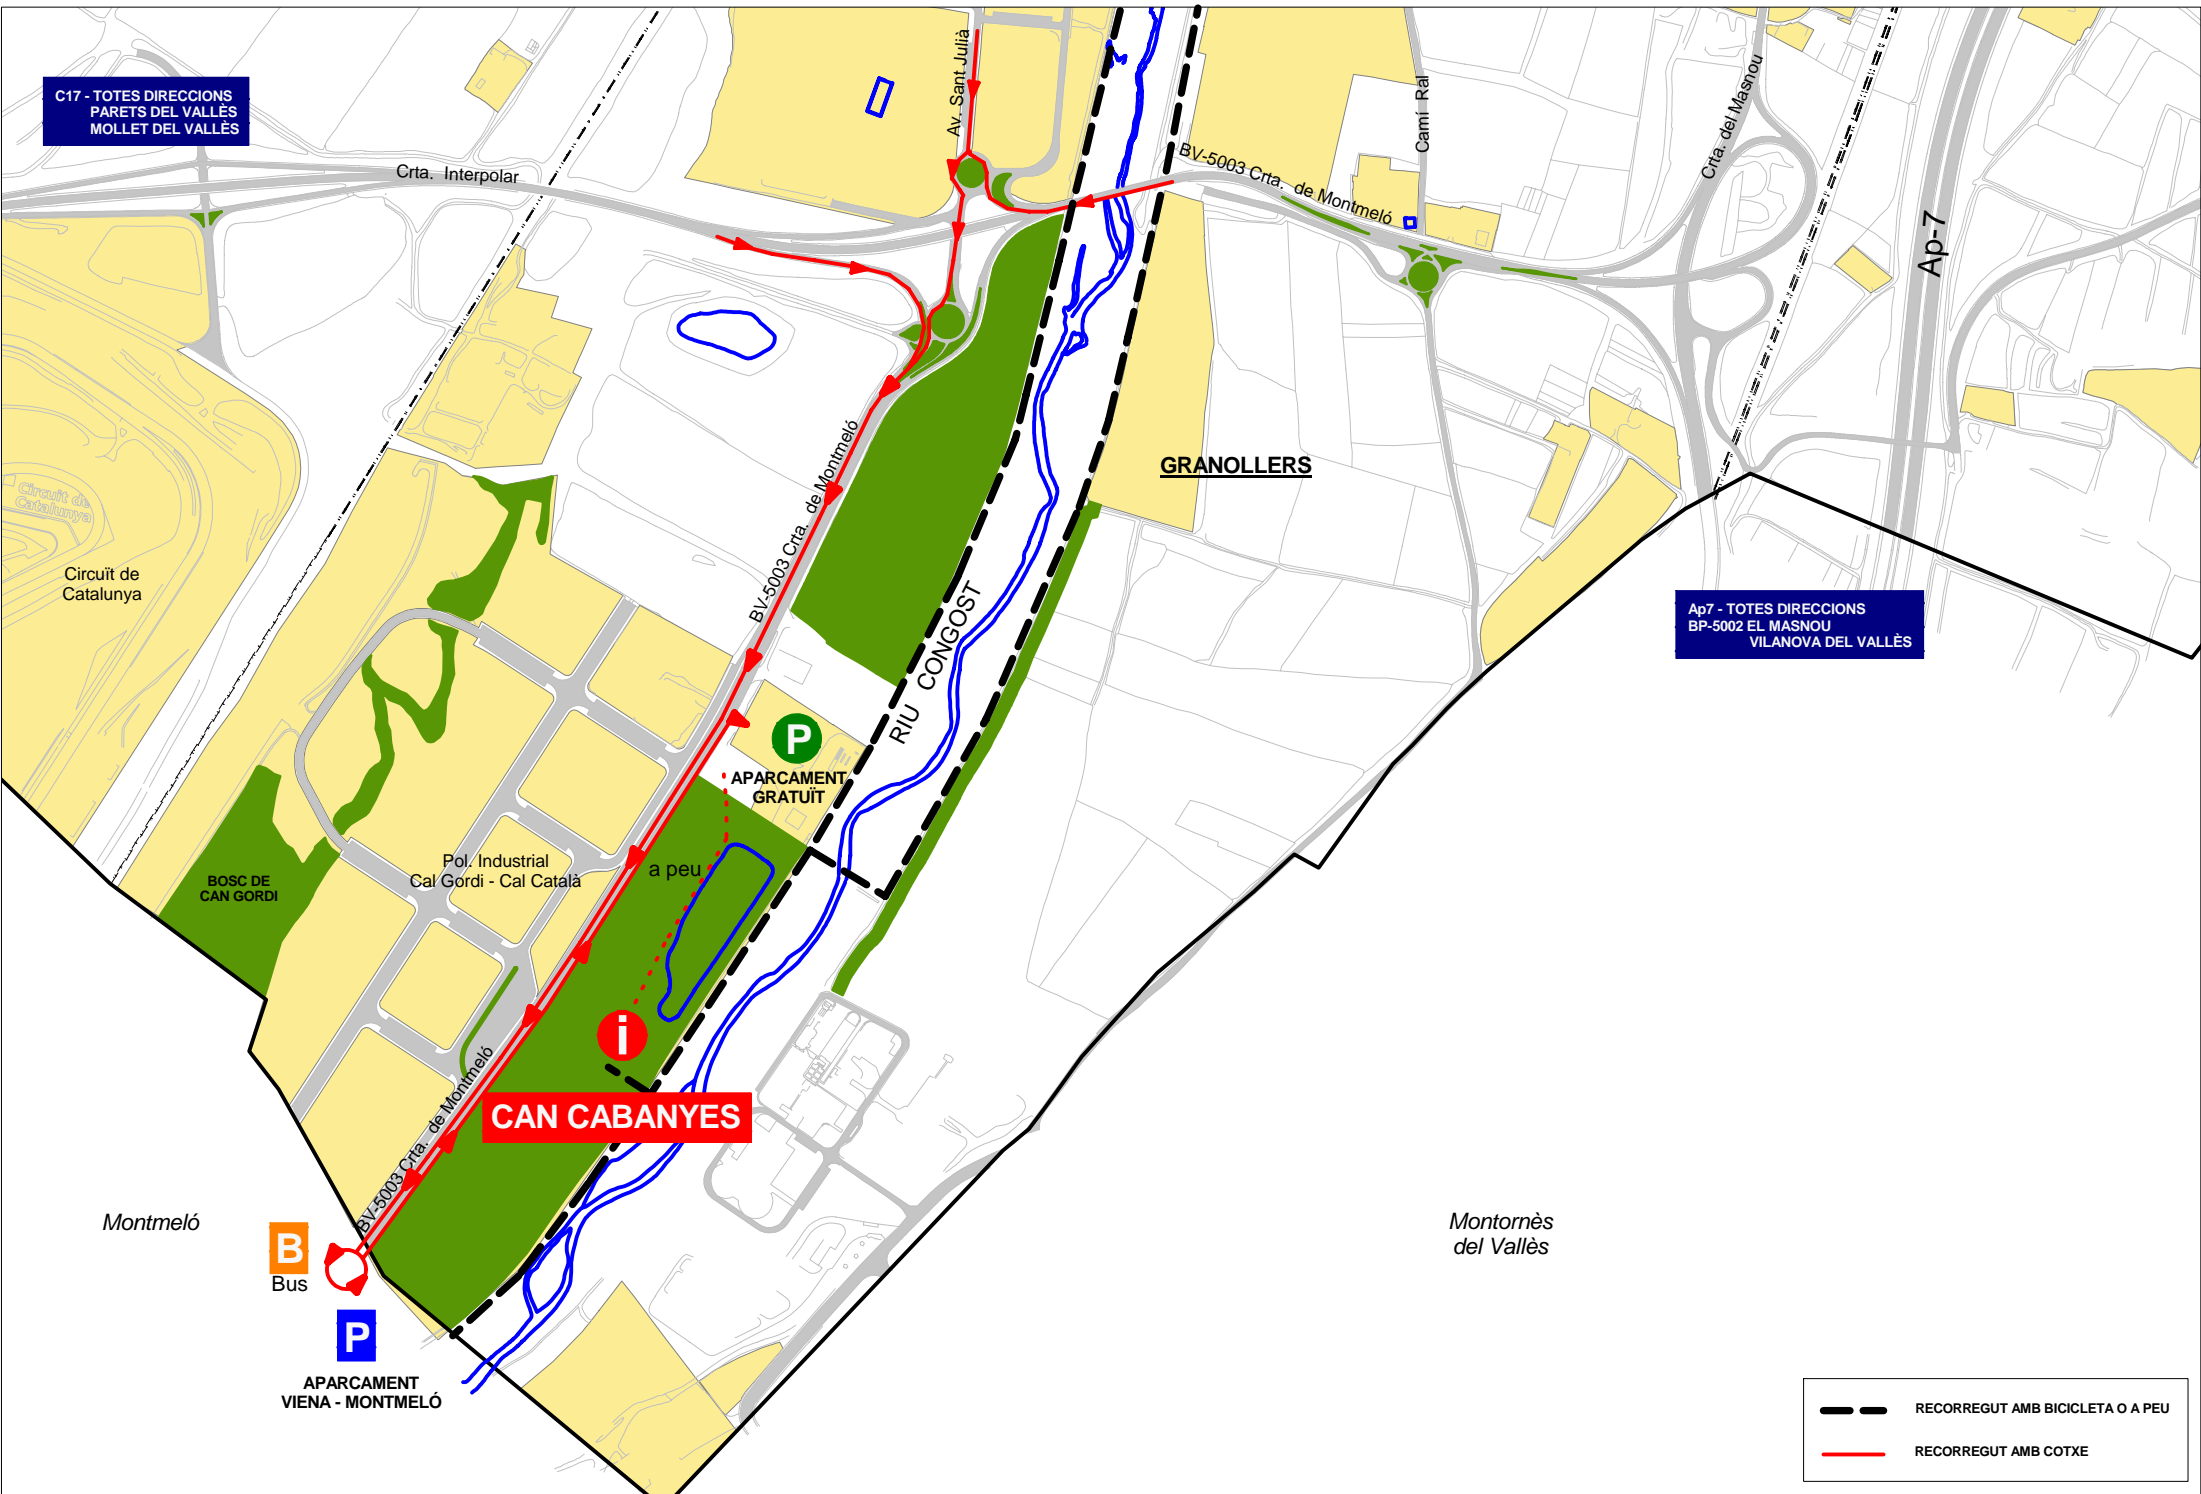 C17 - TOTES DIRECCIONS
PARETS DEL VALLÈS
MOLLET DEL VALLÈS
Crta. Interpolar
Av. Sant Julià
BV-5003 Crta. de Montmeló
Camí Ral
Crta. del Masnou
Ap-7
BV-5003 Crta. de Montmeló
GRANOLLERS
Circuit de
Catalunya
Circuït de
Catalunya
RIU CONGOST
Ap7 - TOTES DIRECCIONS
BP-5002 EL MASNOU
VILANOVA DEL VALLÈS
P
APARCAMENT
GRATUÏT
Pol. Industrial
Cal Gordi - Cal Català
a peu
BOSC DE
CAN GORDI
i
CAN CABANYES
BV-5003 Crta. de Montmeló
Montmeló
B
Bus
P
APARCAMENT
VIENA - MONTMELÓ
Montornès
del Vallès
RECORREGUT AMB BICICLETA O A PEU
RECORREGUT AMB COTXE